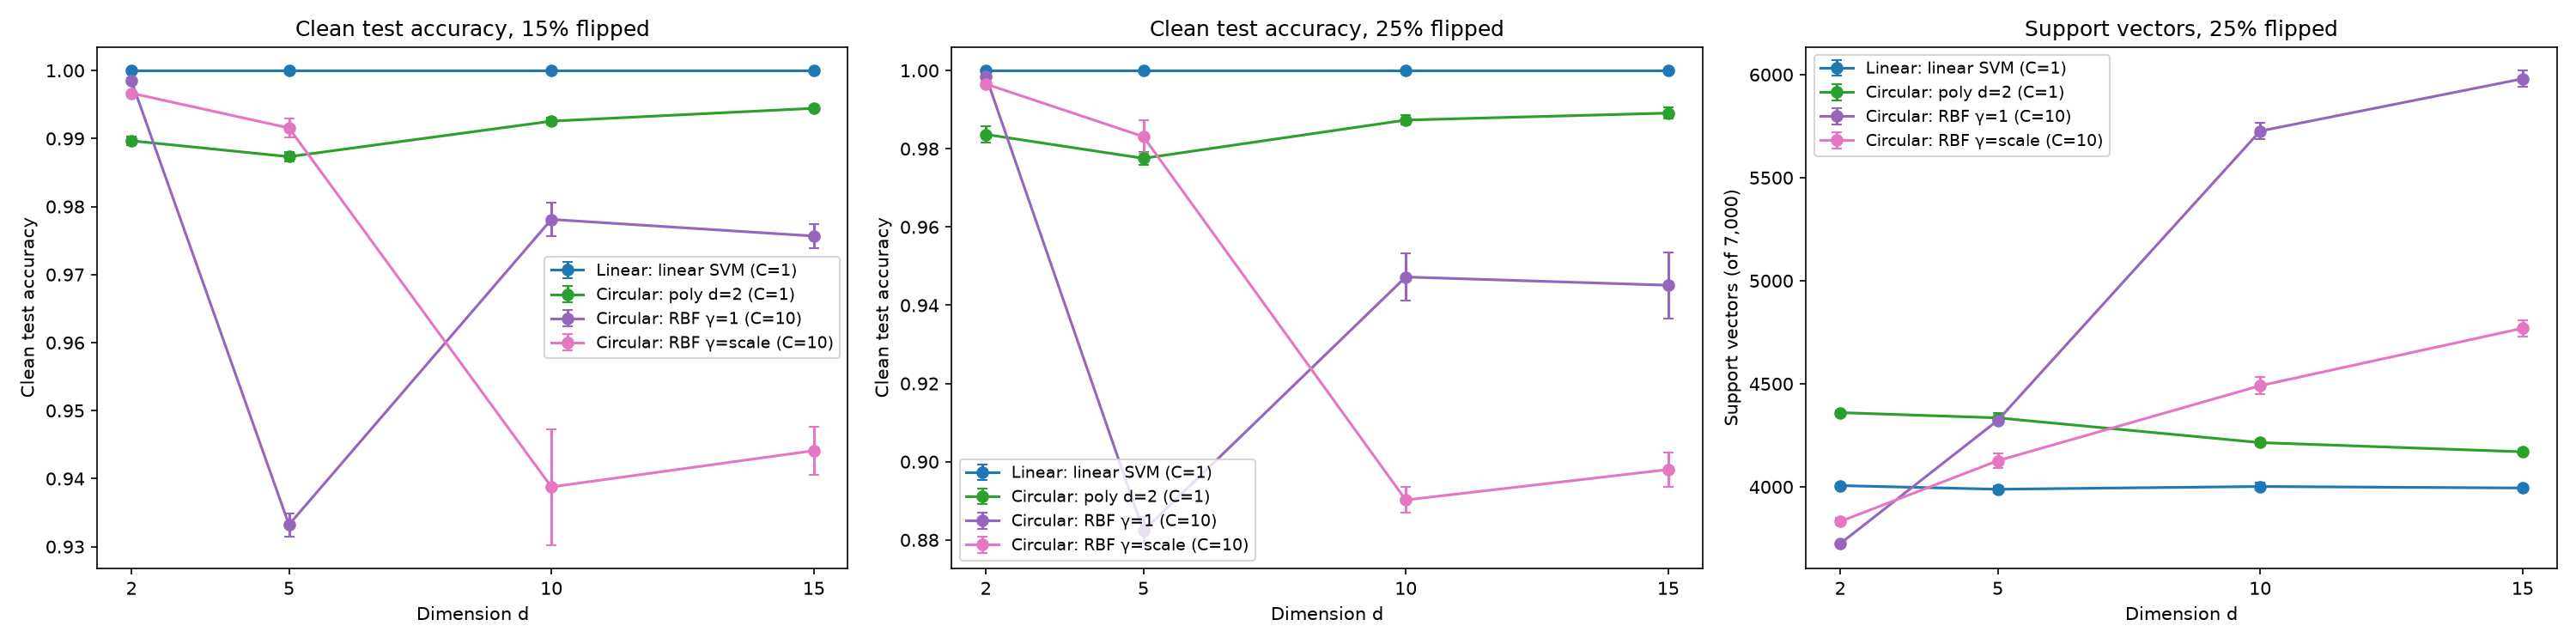 Clean test accuracy, 15% flipped
Clean test accuracy
1.00
0.99
0.98
0.97
0.96
0.95
0.94
0.93
2
5
10
15
Dimension d
Linear: linear SVM (C=1)
Circular: poly d=2 (C=1)
Circular: RBF γ=1 (C=10)
Circular: RBF γ=scale (C=10)
Clean test accuracy, 25% flipped
Clean test accuracy
1.00
0.98
0.96
0.94
0.92
0.90
0.88
2
5
10
15
Dimension d
Linear: linear SVM (C=1)
Circular: poly d=2 (C=1)
Circular: RBF γ=1 (C=10)
Circular: RBF γ=scale (C=10)
Support vectors, 25% flipped
Support vectors (of 7,000)
6000
5500
5000
4500
4000
2
5
10
15
Dimension d
Linear: linear SVM (C=1)
Circular: poly d=2 (C=1)
Circular: RBF γ=1 (C=10)
Circular: RBF γ=scale (C=10)